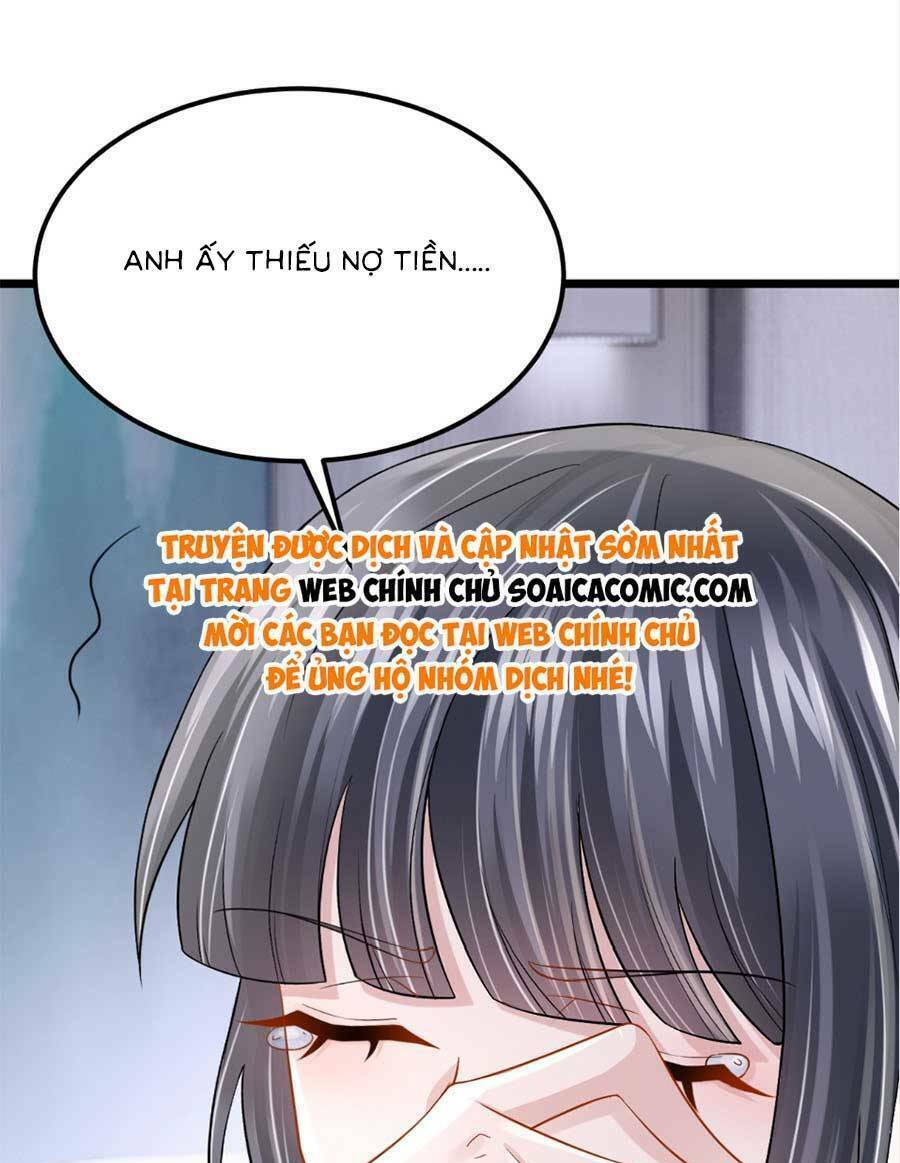 ANH ẤY THIẾU NỢ TIỀN.....
TRUYỆN ĐƯỢC DỊCH VÀ CẬP NHẬT SỚM NHẤT
TẠI TRANG WEB CHÍNH CHỦ SOAICACOMIC.COM
MỜI CÁC BẠN ĐỌC TẠI WEB CHÍNH CHỦ
ĐỂ ỦNG HỘ NHÓM DỊCH NHÉ!